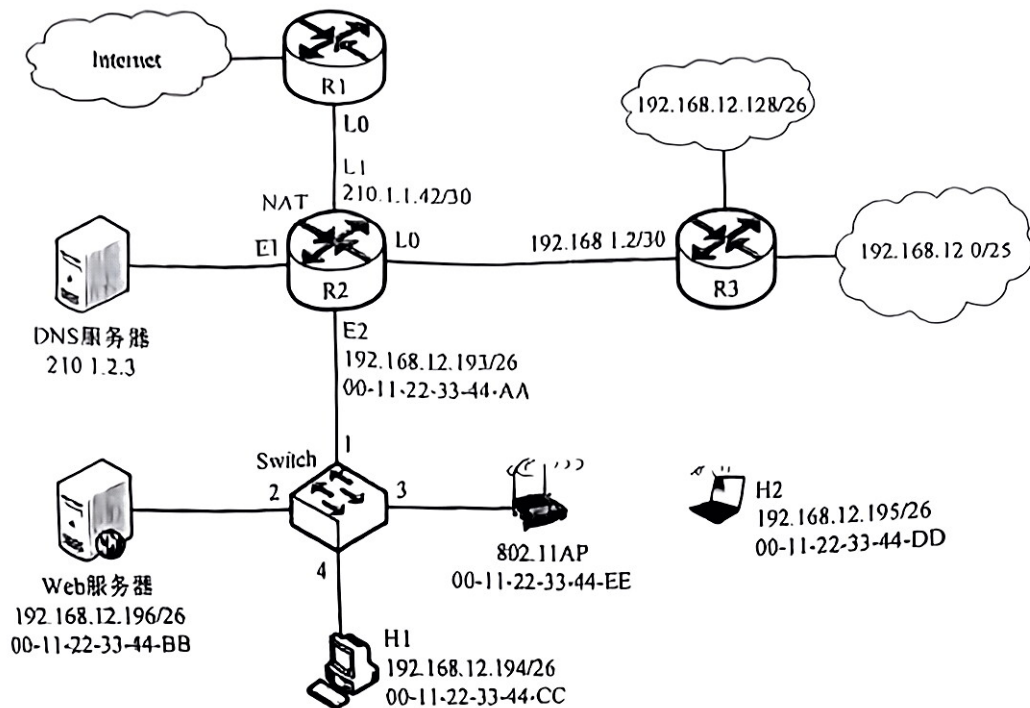 Internet
R1
L0
L1
210.1.1.42/30
NAT
E1
L0
R2
DNS服务器
210 1.2.3
E2
192.168.12.193/26
00-11-22-33-44-AA
192.168.12.128/26
192.168 1.2/30
R3
192.168.12 0/25
Switch
1
2
3
4
Web服务器
192.168.12.196/26
00-11-22-33-44-BB
802.11AP
00-11-22-33-44-EE
H2
192.168.12.195/26
00-11-22-33-44-DD
H1
192.168.12.194/26
00-11-22-33-44-CC